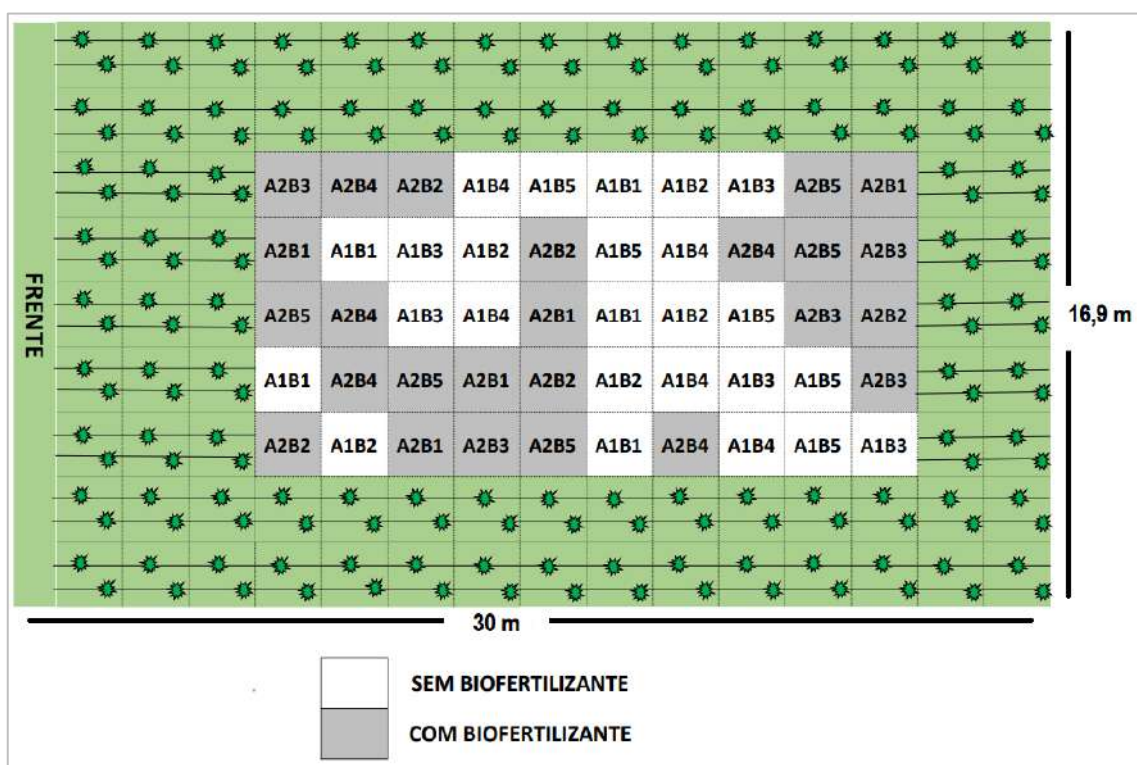 FRENTE
A2B3 A2B4 A2B2 A1B4 A1B5 A1B1 A1B2 A1B3 A2B5 A2B1
A2B1 A1B1 A1B3 A1B2 A2B2 A1B5 A1B4 A2B4 A2B5 A2B3
A2B5 A2B4 A1B3 A1B4 A2B1 A1B1 A1B2 A1B5 A2B3 A2B2
A1B1 A2B4 A2B5 A2B1 A2B2 A1B2 A1B4 A1B3 A1B5 A2B3
A2B2 A1B2 A2B1 A2B3 A2B5 A1B1 A2B4 A1B4 A1B5 A1B3
16,9 m
30 m
SEM BIOFERTILIZANTE
COM BIOFERTILIZANTE